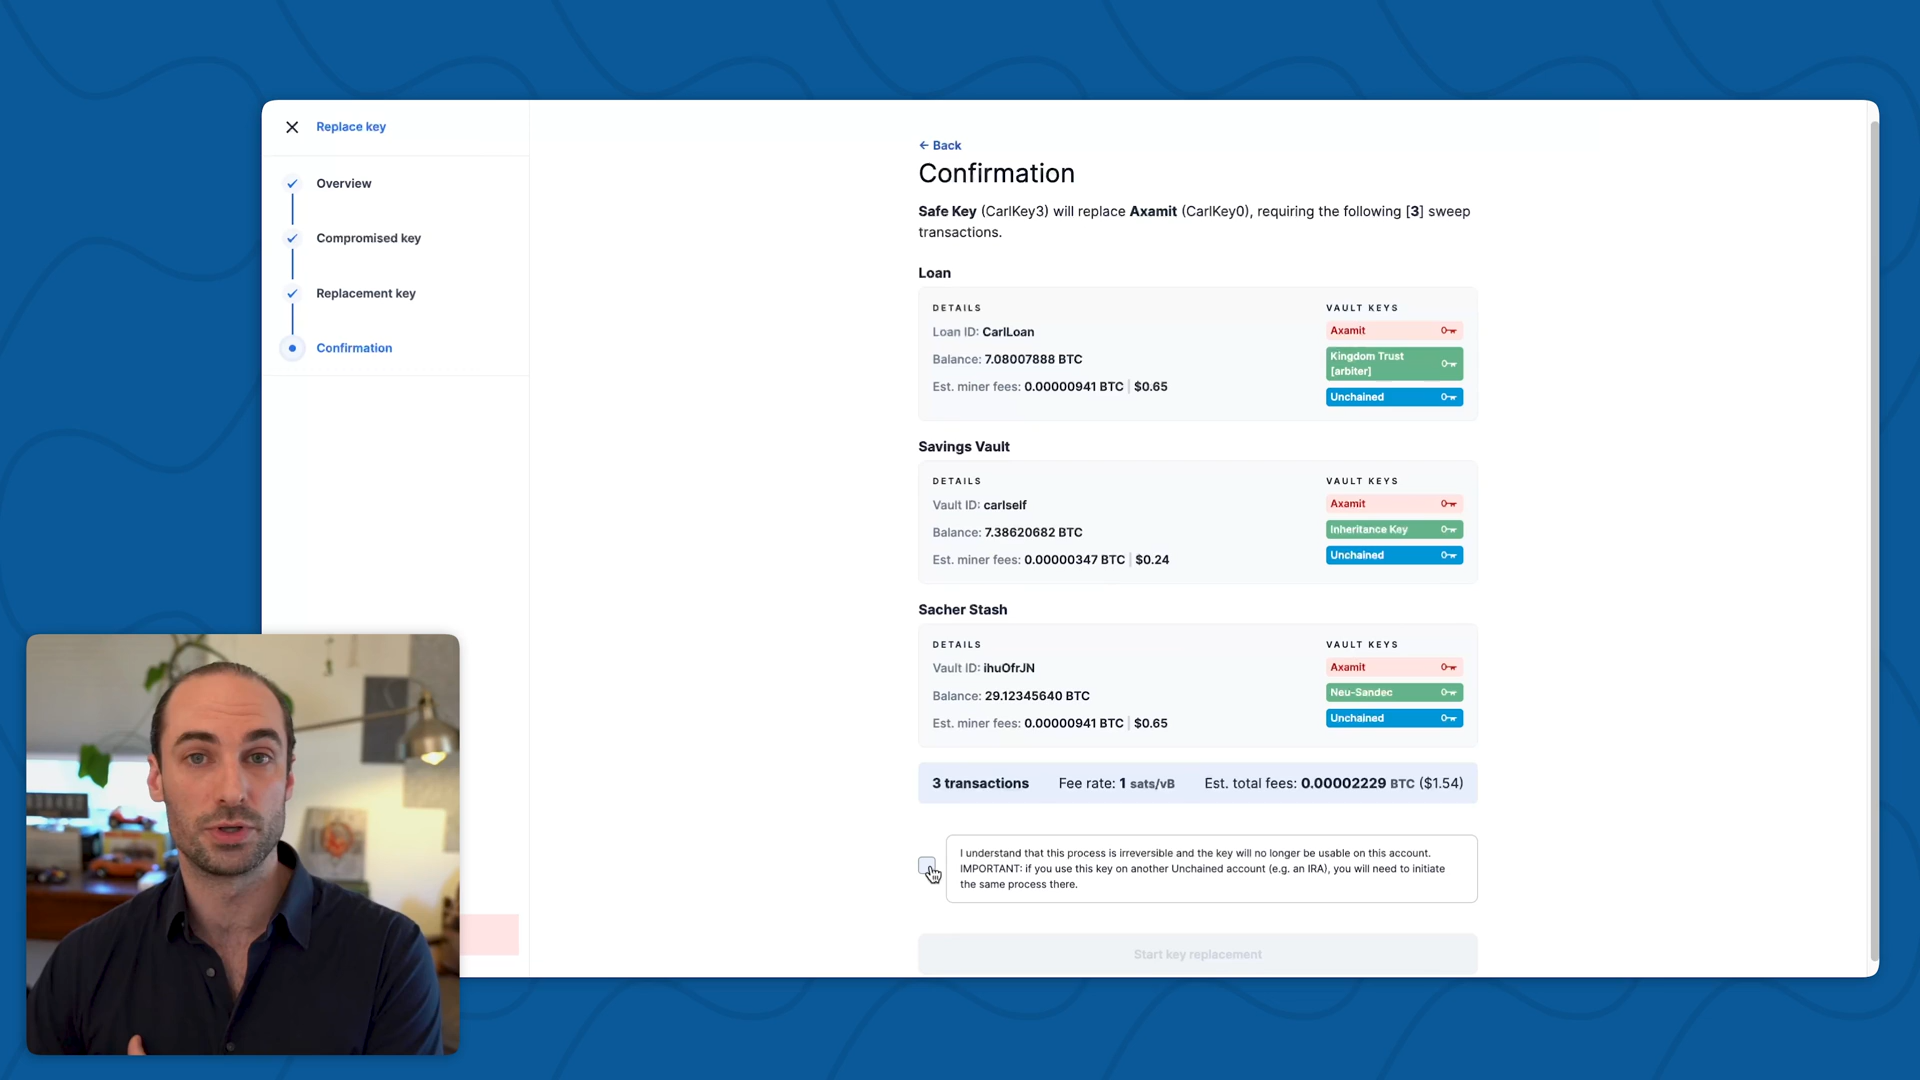 Replace key
Overview
Compromised key
Replacement key
Confirmation
← Back
Confirmation
Safe Key (CarlKey3) will replace Axamit (CarlKey0), requiring the following [3] sweep
transactions.
Loan
DETAILS
Loan ID: CarlLoan
Balance: 7.08007888 BTC
Est. miner fees: 0.00000941 BTC | $0.65
VAULT KEYS
Axamit
Kingdom Trust
[arbiter]
Unchained
Savings Vault
DETAILS
Vault ID: carlself
Balance: 7.38620682 BTC
Est. miner fees: 0.00000347 BTC | $0.24
VAULT KEYS
Axamit
Inheritance Key
Unchained
Sacher Stash
DETAILS
Vault ID: ihuOfrJN
Balance: 29.12345640 BTC
Est. miner fees: 0.00000941 BTC | $0.65
VAULT KEYS
Axamit
Neu-Sandec
Unchained
3 transactions Fee rate: 1 sats/vB Est. total fees: 0.00002229 BTC ($1.54)
I understand that this process is irreversible and the key will no longer be usable on this account.
IMPORTANT: if you use this key on another Unchained account (e.g. an IRA), you will need to initiate
the same process there.
Start key replacement